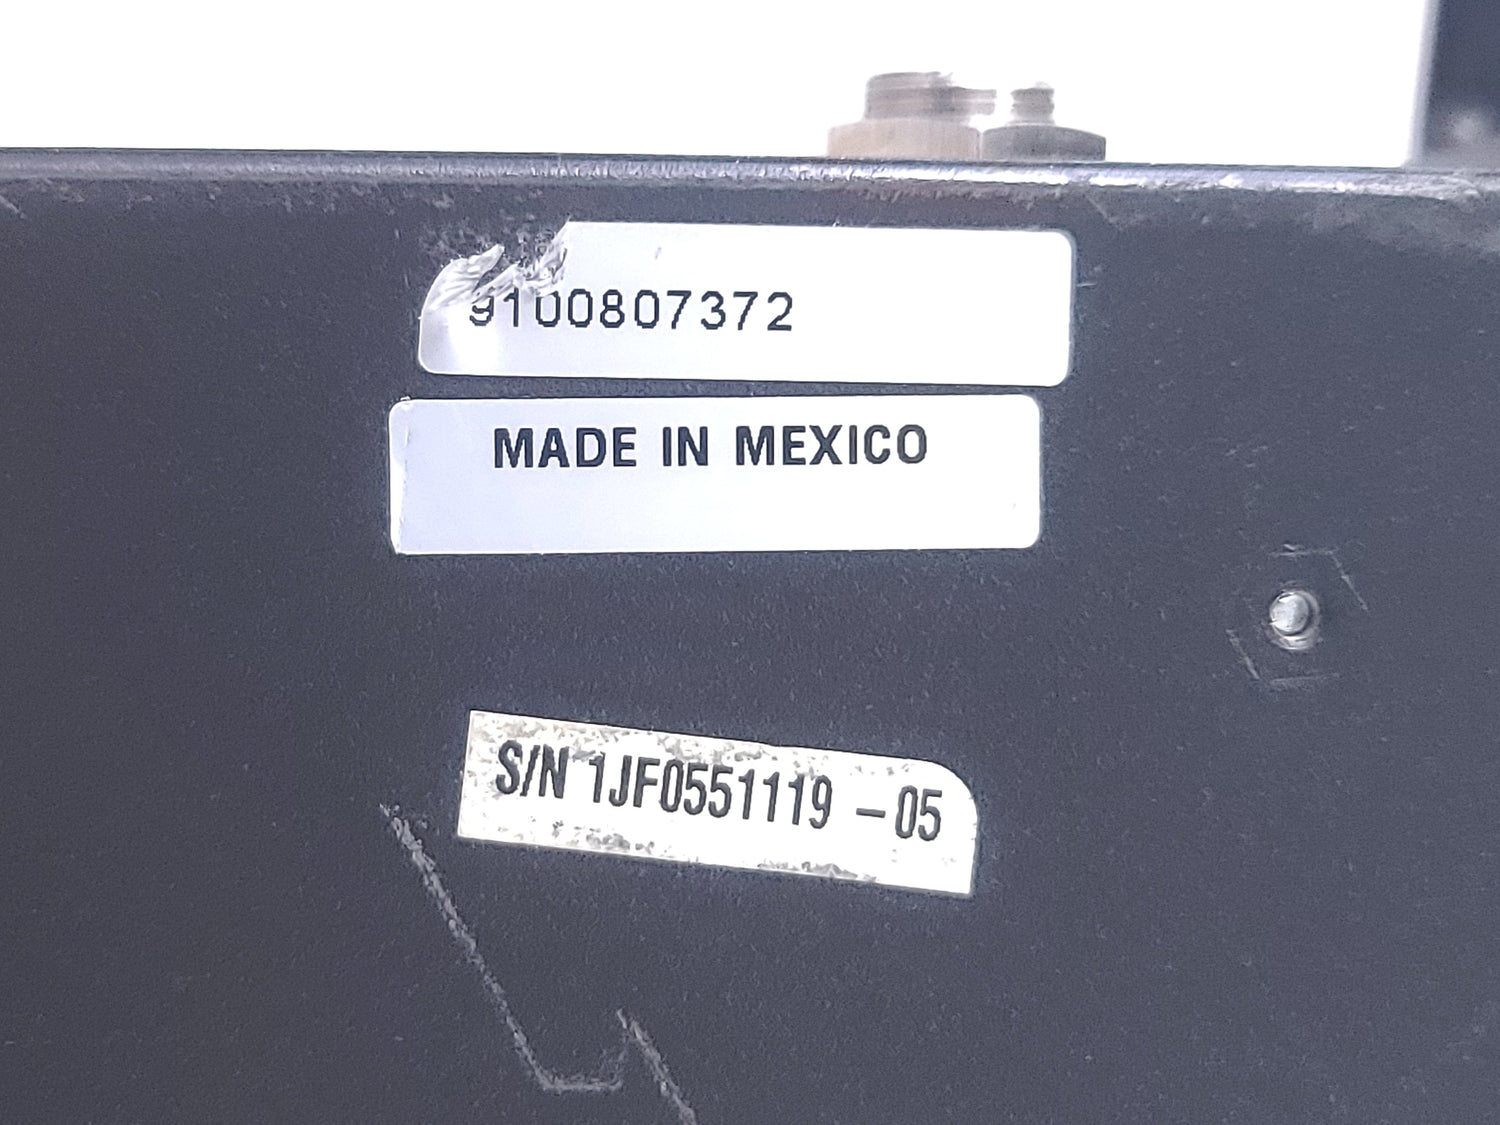 9100807372
MADE IN MEXICO
S/N 1JF0551119 – 05